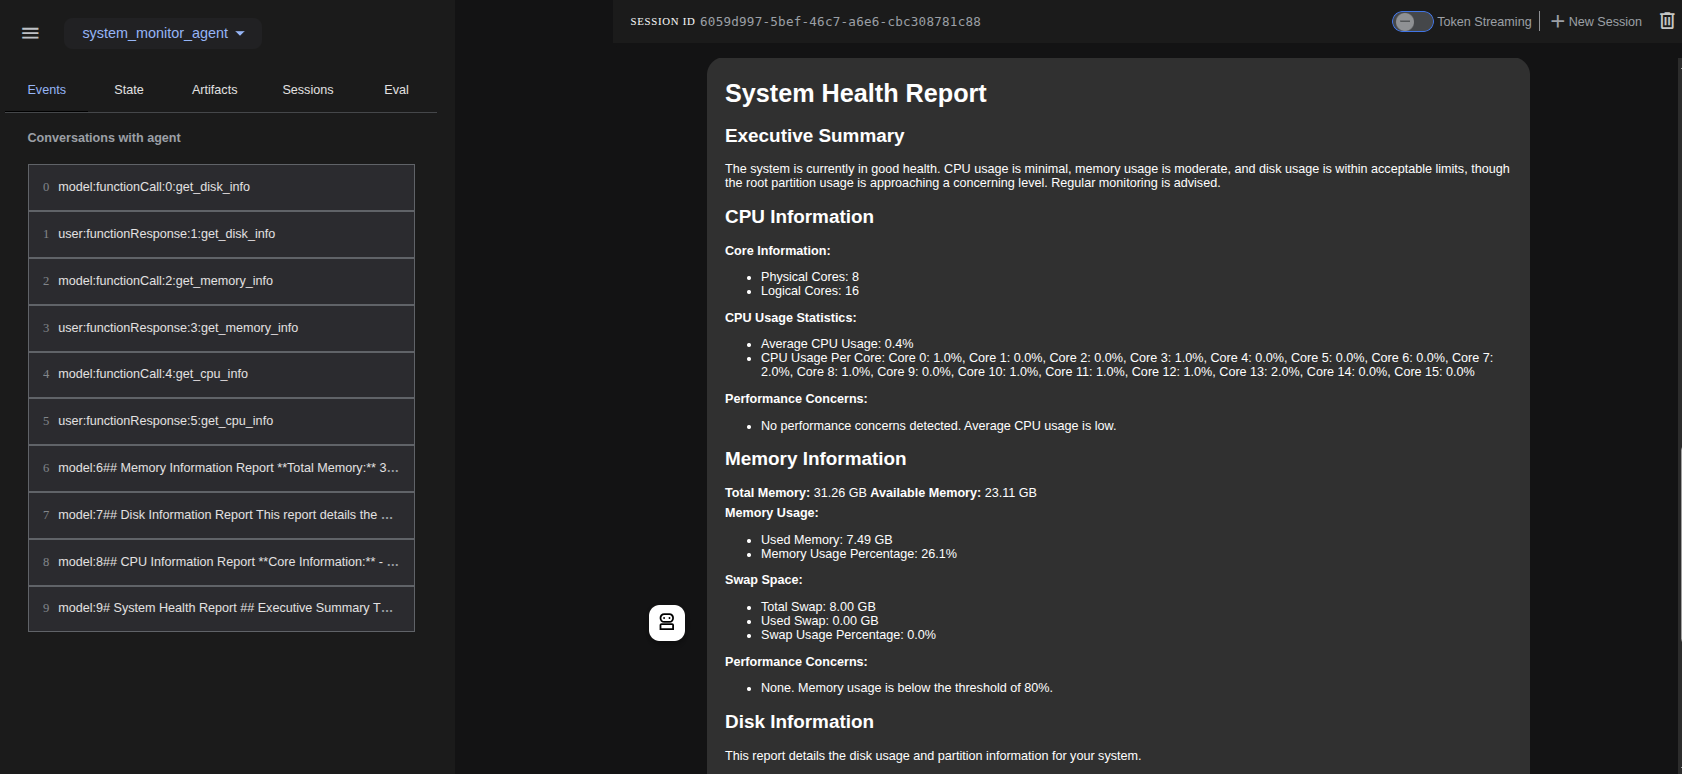 system_monitor_agent
SESSION ID 6059d997-5bef-46c7-a6e6-cbc308781c88
Token Streaming
New Session
Events State Artifacts Sessions Eval
Conversations with agent
0 model:functionCall:0:get_disk_info
1 user:functionResponse:1:get_disk_info
2 model:functionCall:2:get_memory_info
3 user:functionResponse:3:get_memory_info
4 model:functionCall:4:get_cpu_info
5 user:functionResponse:5:get_cpu_info
6 model:6## Memory Information Report **Total Memory:** 3...
7 model:7## Disk Information Report This report details the ...
8 model:8## CPU Information Report **Core Information:** - ...
9 model:9# System Health Report ## Executive Summary T...
System Health Report
Executive Summary
The system is currently in good health. CPU usage is minimal, memory usage is moderate, and disk usage is within acceptable limits, though
the root partition usage is approaching a concerning level. Regular monitoring is advised.
CPU Information
Core Information:
• Physical Cores: 8
• Logical Cores: 16
CPU Usage Statistics:
• Average CPU Usage: 0.4%
• CPU Usage Per Core: Core 0: 1.0%, Core 1: 0.0%, Core 2: 0.0%, Core 3: 1.0%, Core 4: 0.0%, Core 5: 0.0%, Core 6: 0.0%, Core 7:
2.0%, Core 8: 1.0%, Core 9: 0.0%, Core 10: 1.0%, Core 11: 1.0%, Core 12: 1.0%, Core 13: 2.0%, Core 14: 0.0%, Core 15: 0.0%
Performance Concerns:
• No performance concerns detected. Average CPU usage is low.
Memory Information
Total Memory: 31.26 GB Available Memory: 23.11 GB
Memory Usage:
• Used Memory: 7.49 GB
• Memory Usage Percentage: 26.1%
Swap Space:
• Total Swap: 8.00 GB
• Used Swap: 0.00 GB
• Swap Usage Percentage: 0.0%
Performance Concerns:
• None. Memory usage is below the threshold of 80%.
Disk Information
This report details the disk usage and partition information for your system.